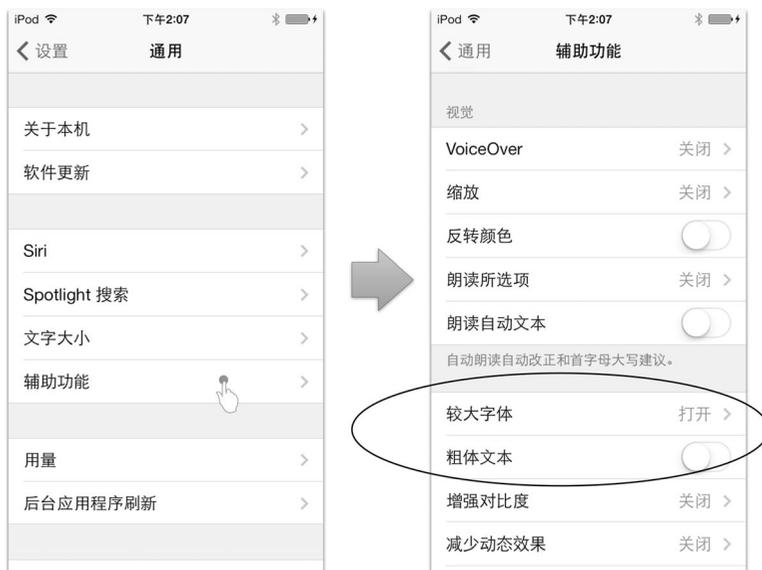 iPod 下午2:07
设置 通用
关于本机
软件更新
Siri
Spotlight 搜索
文字大小
辅助功能
用量
后台应用程序刷新
iPod 下午2:07
通用 辅助功能
视觉
VoiceOver 关闭
缩放 关闭
反转颜色
朗读所选项 关闭
朗读自动文本
自动朗读自动改正和首字母大写建议。
较大字体 打开
粗体文本
增强对比度 关闭
减少动态效果 关闭